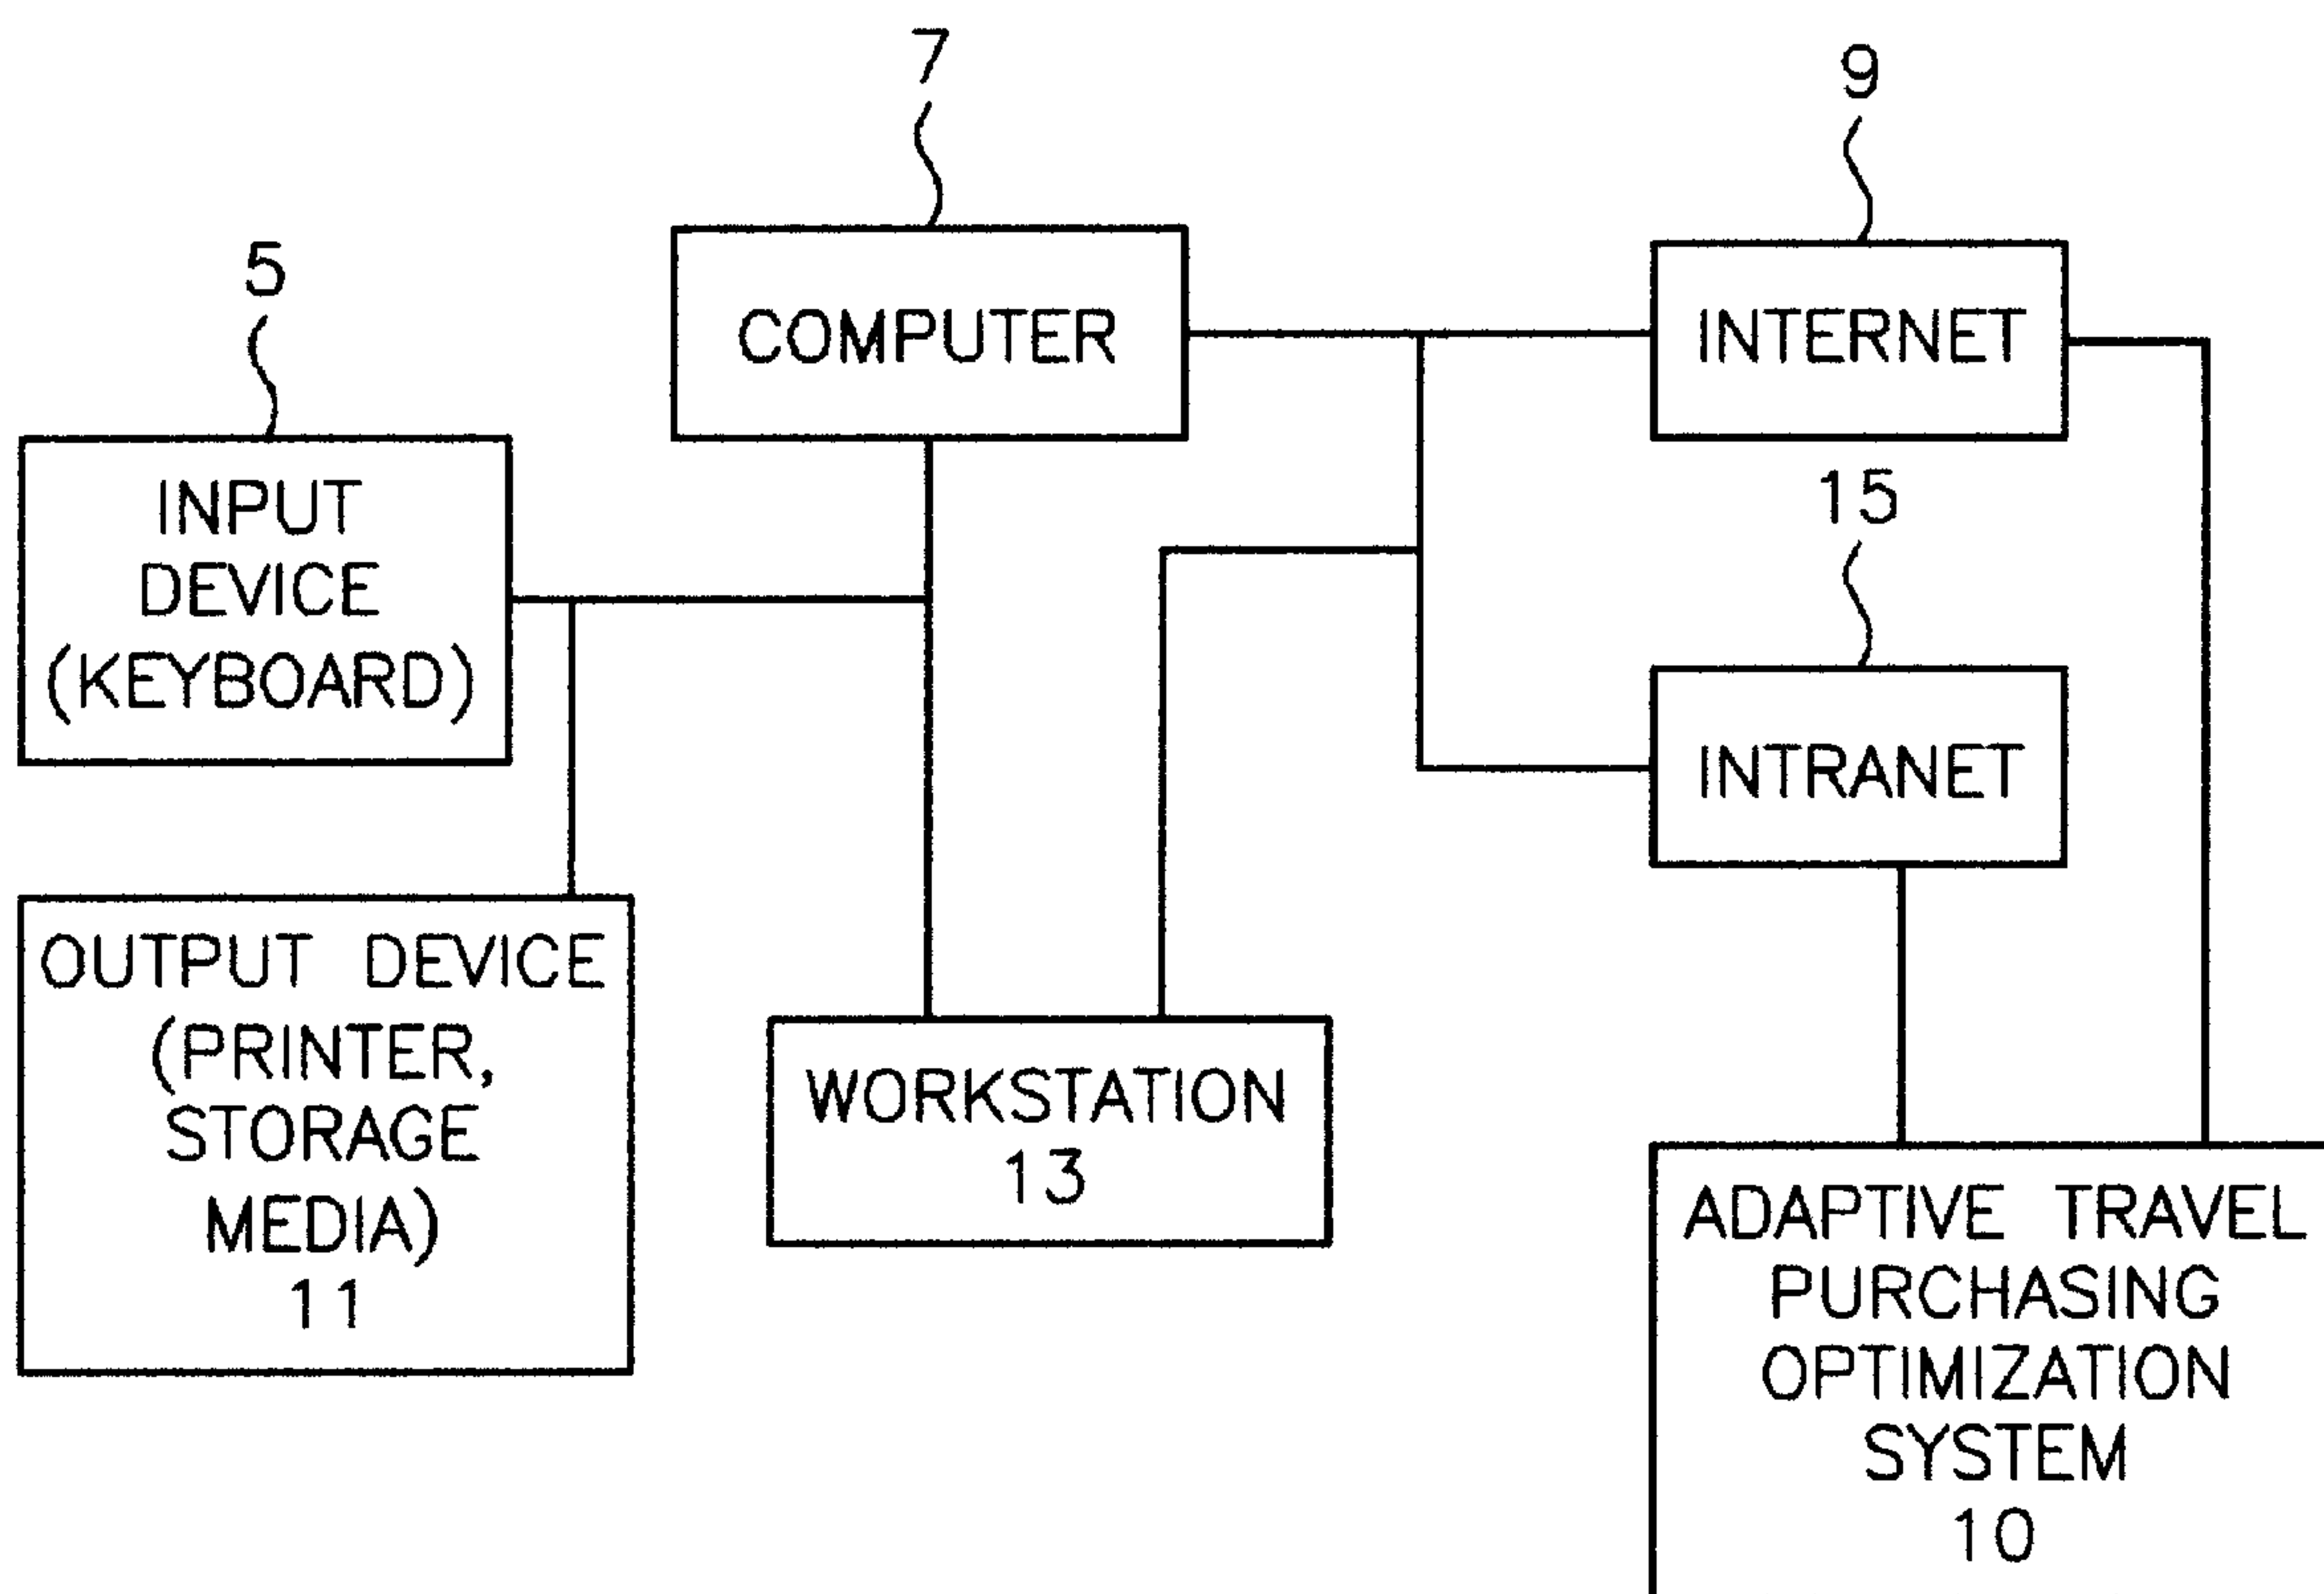 7
COMPUTER
9
INTERNET
5
INPUT
DEVICE
(KEYBOARD)
15
INTRANET
OUTPUT DEVICE
(PRINTER,
STORAGE
MEDIA)
11
WORKSTATION
13
ADAPTIVE TRAVEL
PURCHASING
OPTIMIZATION
SYSTEM
10